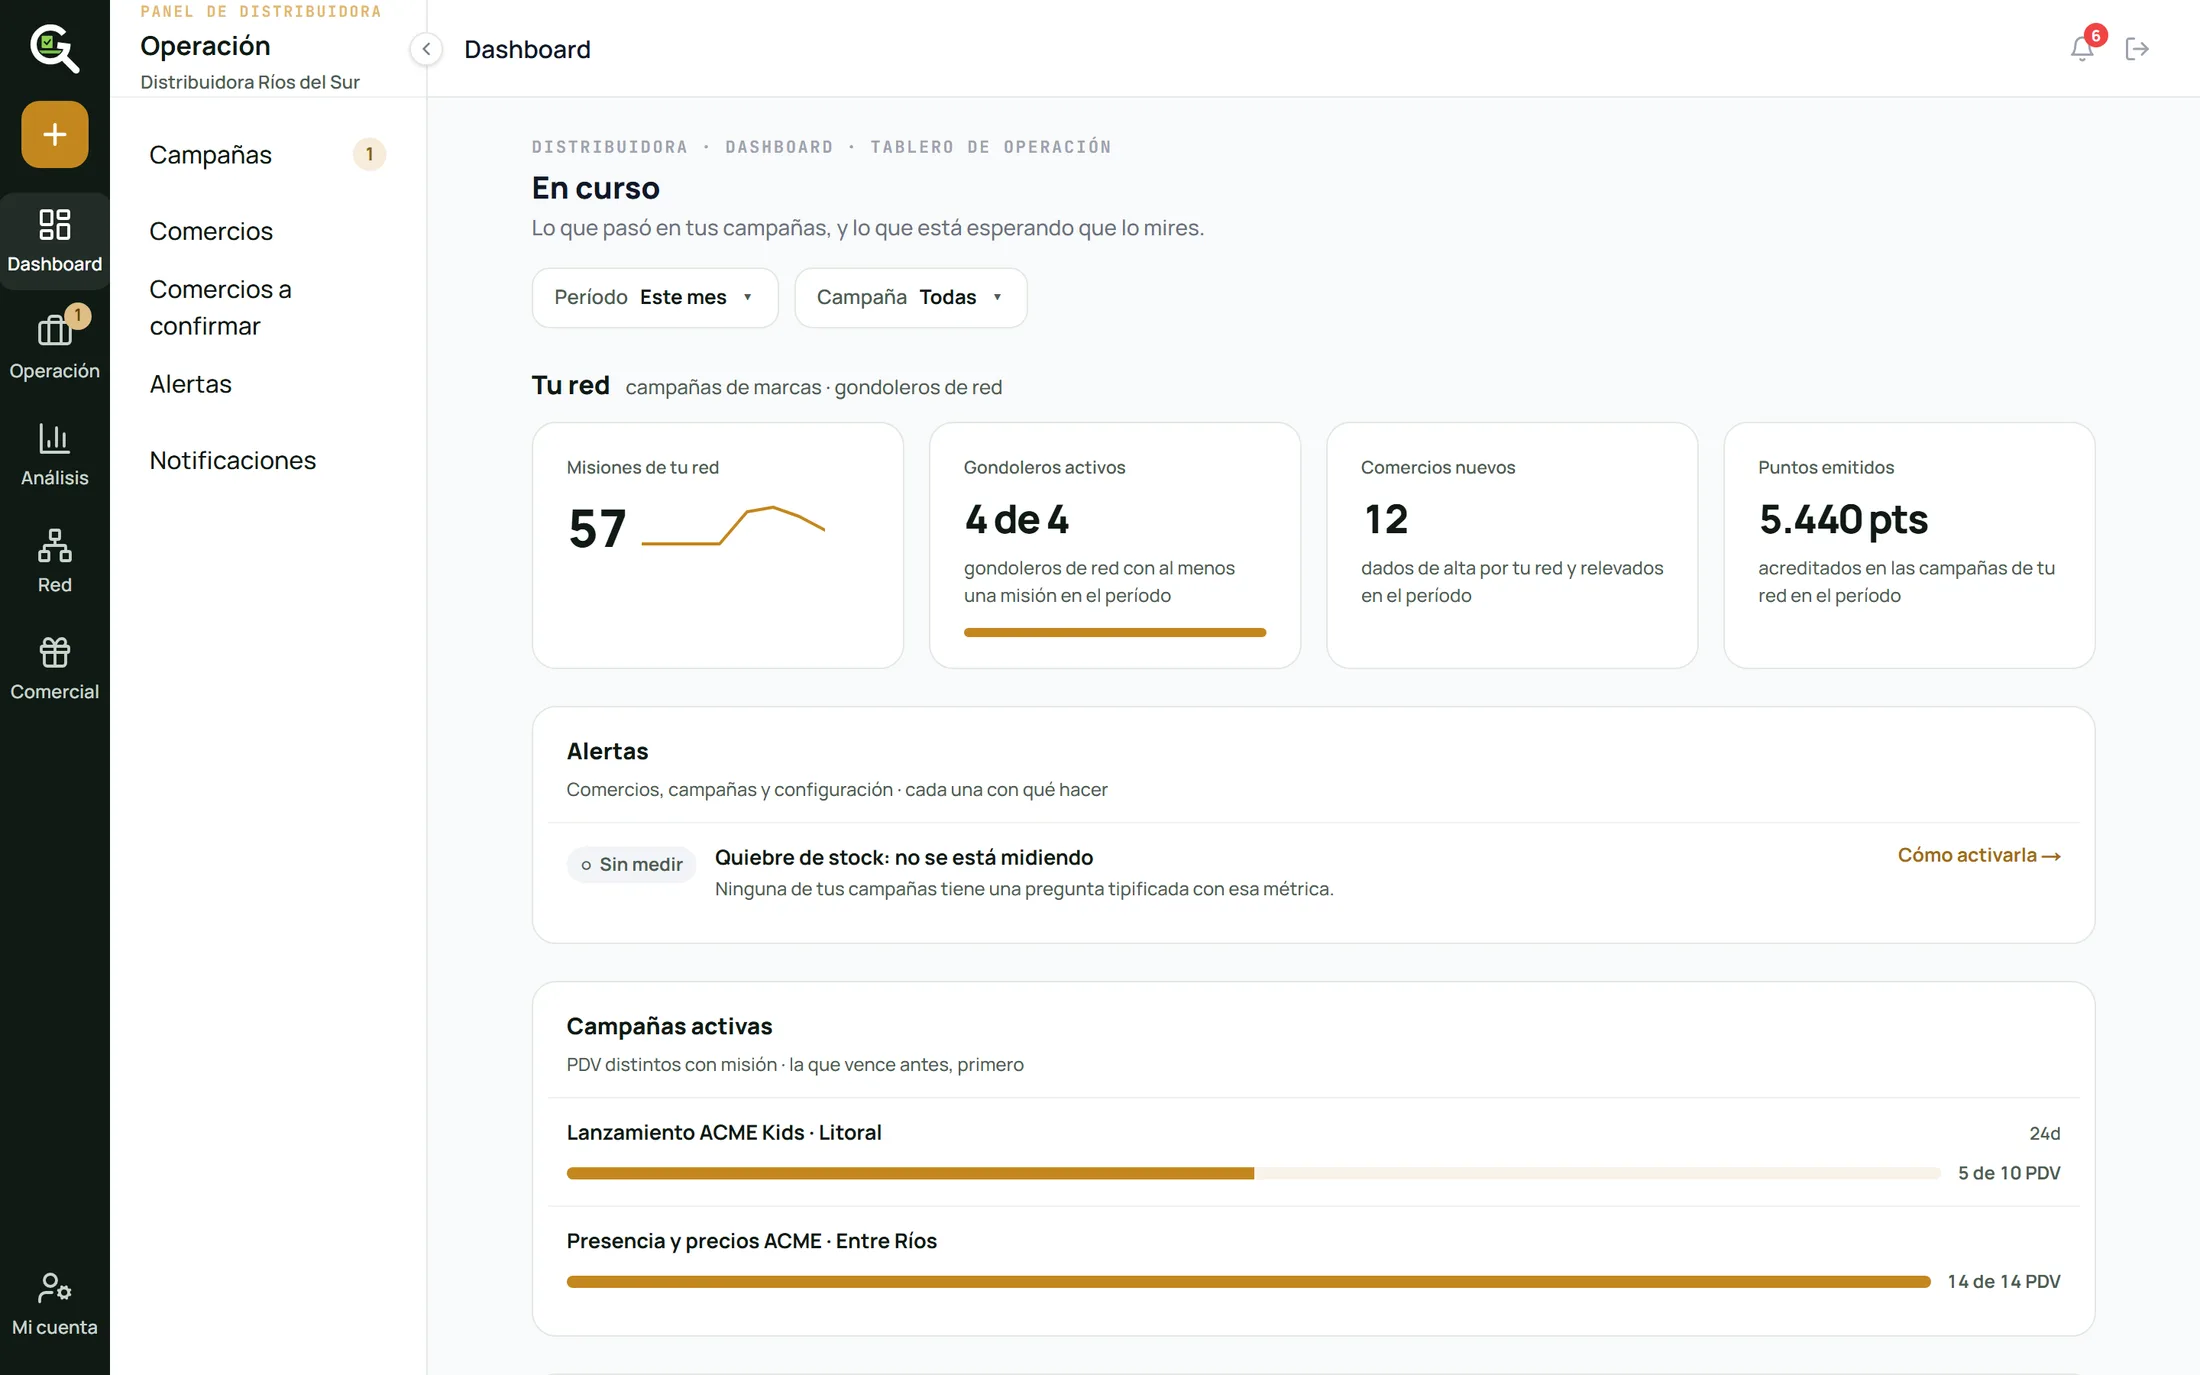 PANEL DE DISTRIBUIDORA
Operación
Distribuidora Ríos del Sur
Dashboard
6
Dashboard
1
Operación
Análisis
Red
Comercial
Mi cuenta
Campañas 1
Comercios
Comercios a
confirmar
Alertas
Notificaciones
DISTRIBUIDORA · DASHBOARD · TABLERO DE OPERACIÓN
En curso
Lo que pasó en tus campañas, y lo que está esperando que lo mires.
Período Este mes ▾
Campaña Todas ▾
Tu red campañas de marcas · gondoleros de red
Misiones de tu red
57
Gondoleros activos
4 de 4
gondoleros de red con al menos
una misión en el período
Comercios nuevos
12
dados de alta por tu red y relevados
en el período
Puntos emitidos
5.440 pts
acreditados en las campañas de tu
red en el período
Alertas
Comercios, campañas y configuración · cada una con qué hacer
Sin medir
Quiebre de stock: no se está midiendo
Ninguna de tus campañas tiene una pregunta tipificada con esa métrica.
Cómo activarla →
Campañas activas
PDV distintos con misión · la que vence antes, primero
Lanzamiento ACME Kids · Litoral 24d
5 de 10 PDV
Presencia y precios ACME · Entre Ríos
14 de 14 PDV